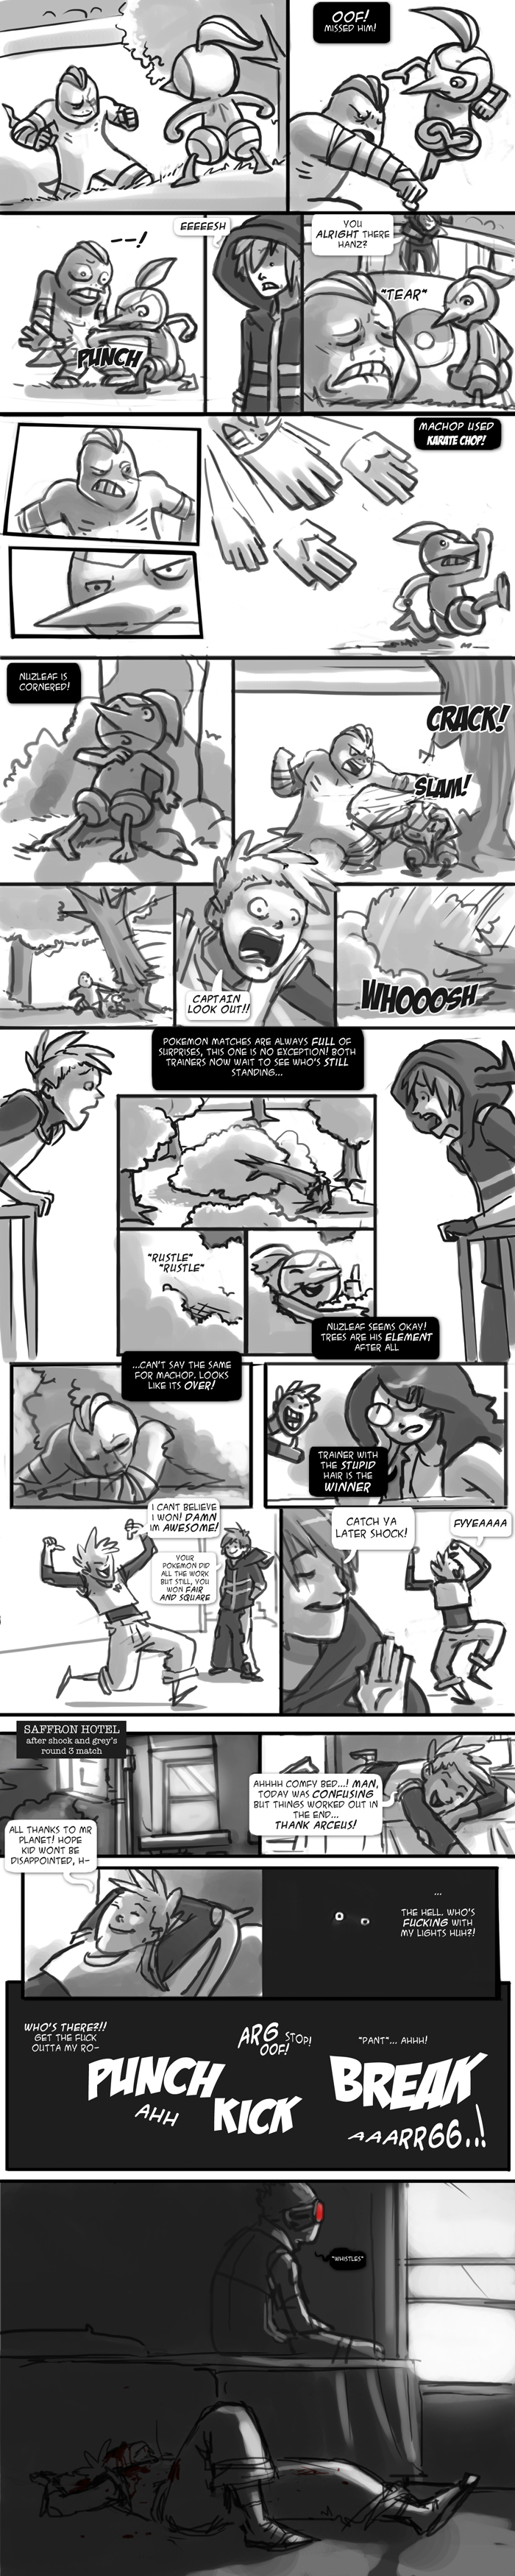 OOF!
MISSED HIM!
--!
PUNCH
EEEEESH
YOU
ALRIGHT THERE
HANZ?
"TEAR"
MACHOP USED
KARATE CHOP!
NUZLEAF IS
CORNERED!
CRACK!
SLAM!
CAPTAIN
LOOK OUT!!
WHOOOSH
POKEMON MATCHES ARE ALWAYS FULL OF
SURPRISES, THIS ONE IS NO EXCEPTION! BOTH
TRAINERS NOW WAIT TO SEE WHO'S STILL
STANDING...
"RUSTLE"
"RUSTLE"
NUZLEAF SEEMS OKAY!
TREES ARE HIS ELEMENT
AFTER ALL
...CAN'T SAY THE SAME
FOR MACHOP. LOOKS
LIKE ITS OVER!
TRAINER WITH
THE STUPID
HAIR IS THE
WINNER
I CANT BELIEVE
I WON! DAMN
IM AWESOME!
YOUR
POKEMON DID
ALL THE WORK
BUT STILL, YOU
WON FAIR
AND SQUARE
CATCH YA
LATER SHOCK!
FYYEAAAA
SAFFRON HOTEL
after shock and grey's
round 3 match
AHHHH COMFY BED...! MAN,
TODAY WAS CONFUSING
BUT THINGS WORKED OUT IN
THE END...
THANK ARCEUS!
ALL THANKS TO MR
PLANET! HOPE
KID WONT BE
DISAPPOINTED, H-
...
THE HELL. WHO'S
FUCKING WITH
MY LIGHTS HUH?!
WHO'S THERE?!!
GET THE FUCK
OUTTA MY RO-
PUNCH
AHH
KICK
ARG
OOF!
STOP!
"PANT"... AHH!
BREAK
AAARRGG..!
"WHISTLES"